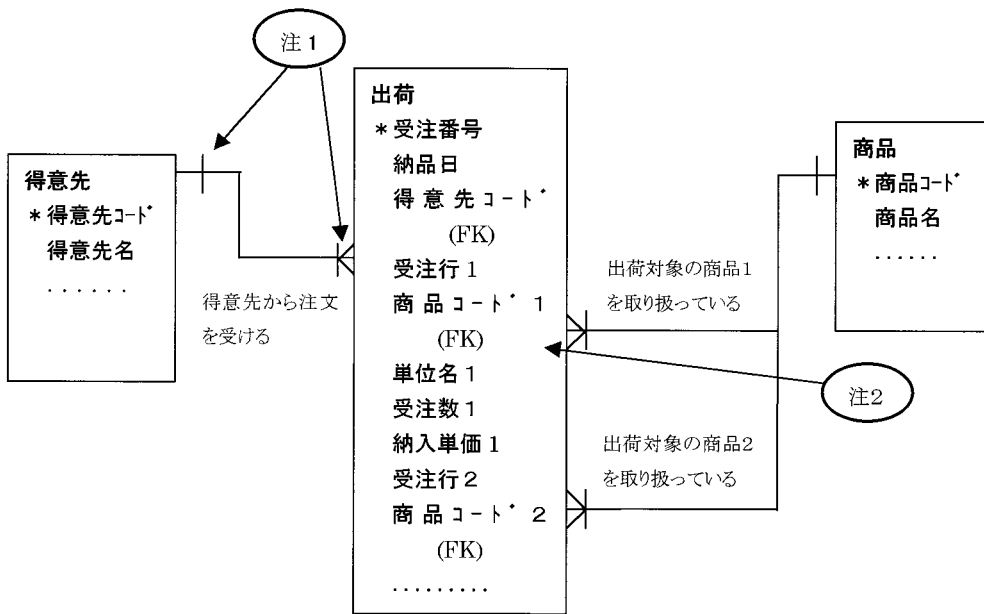 注1
得意先
*得意先コード
得意先名
......
得意先から注文
を受ける
出荷
*受注番号
納品日
得意先コード
(FK)
受注行1
商品コード 1
(FK)
単位名1
受注数1
納入単価1
受注行2
商品コード 2
(FK)
.........
出荷対象の商品1
を取り扱っている
出荷対象の商品2
を取り扱っている
商品
*商品コード
商品名
......
注2